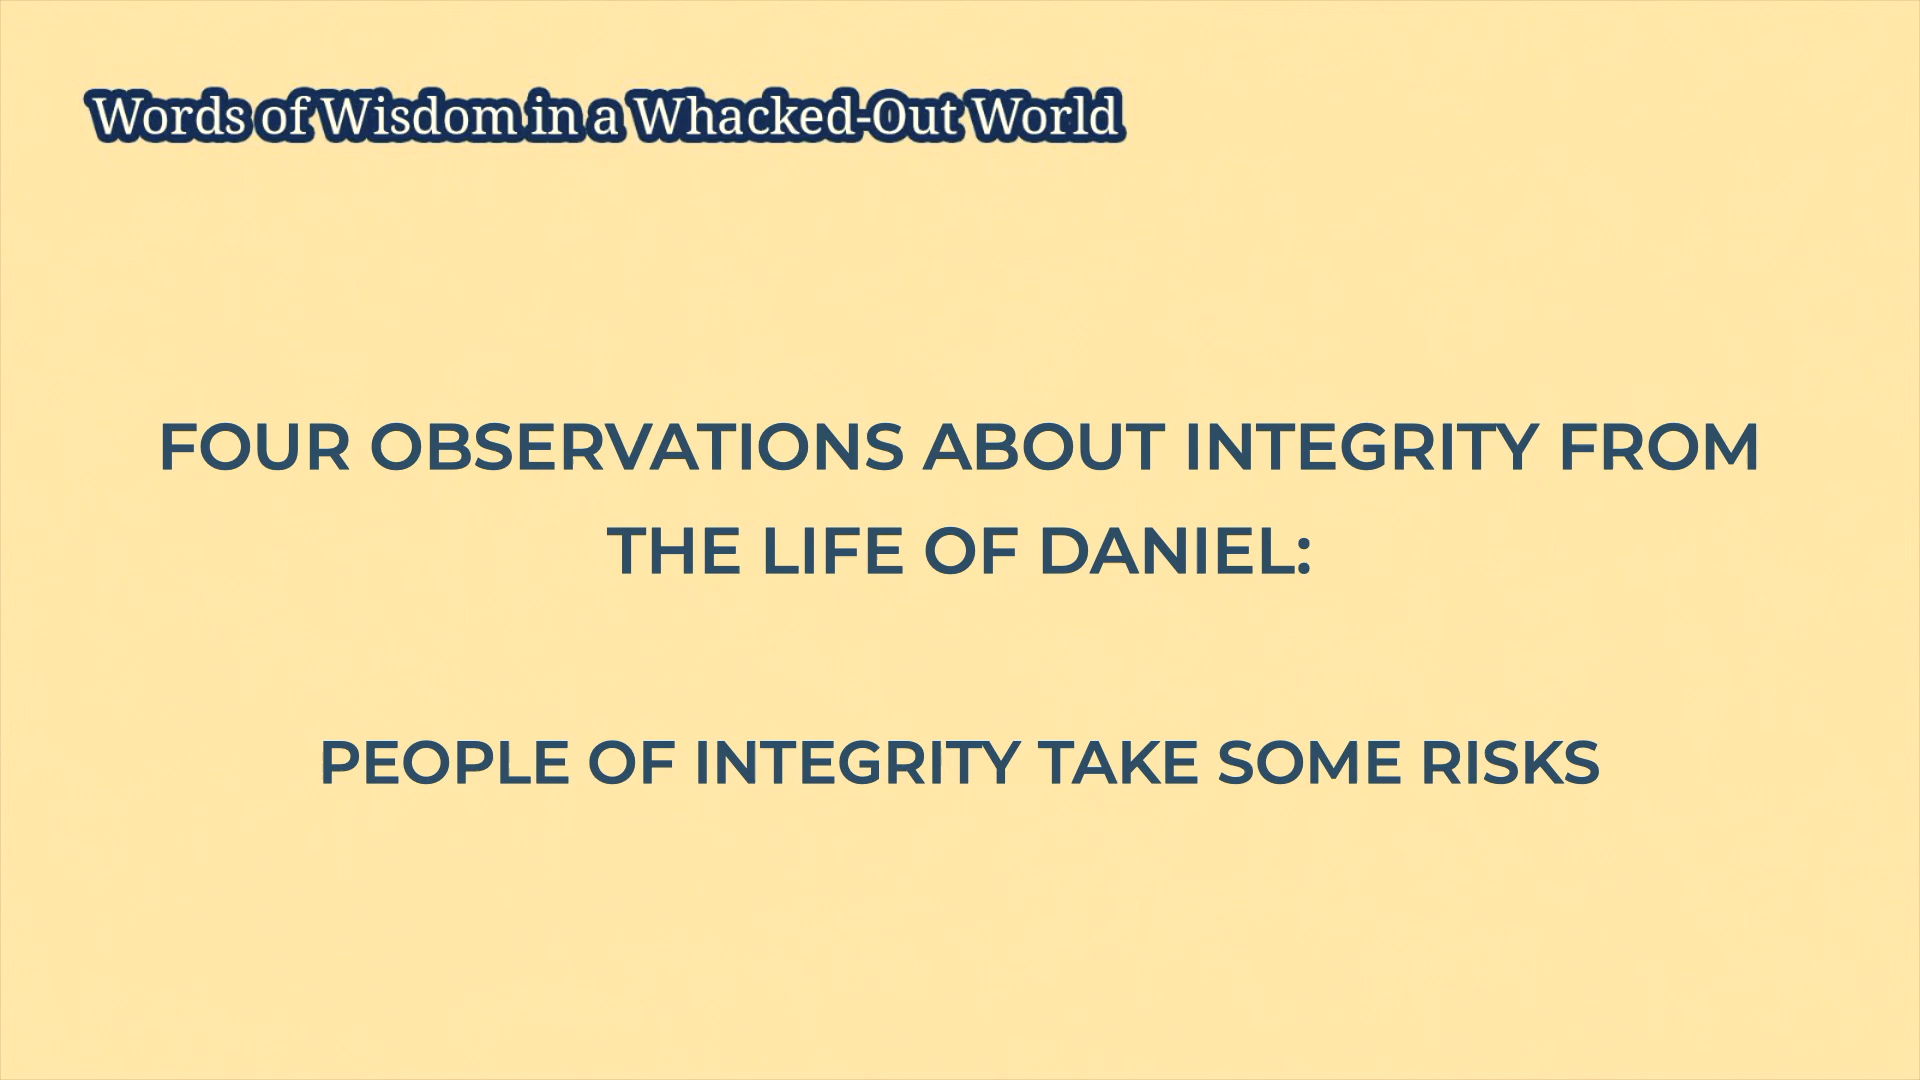 Words of Wisdom in a Whacked-Out World
FOUR OBSERVATIONS ABOUT INTEGRITY FROM
THE LIFE OF DANIEL:
PEOPLE OF INTEGRITY TAKE SOME RISKS